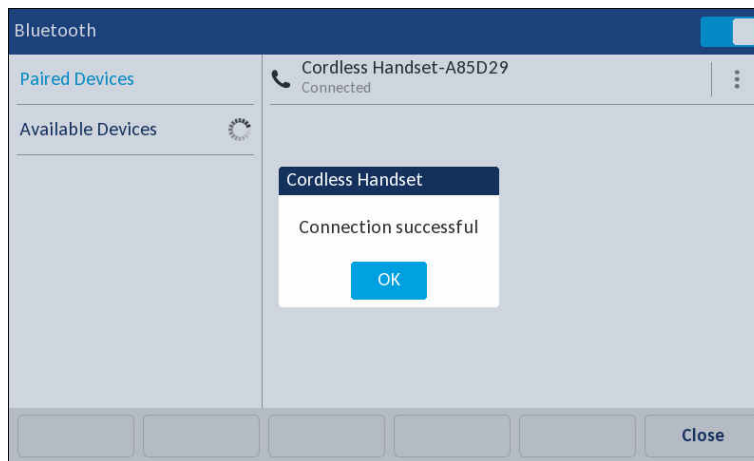 Bluetooth
Paired Devices
Cordless Handset-A85D29
Connected
Available Devices
Cordless Handset
Connection successful
OK
Close